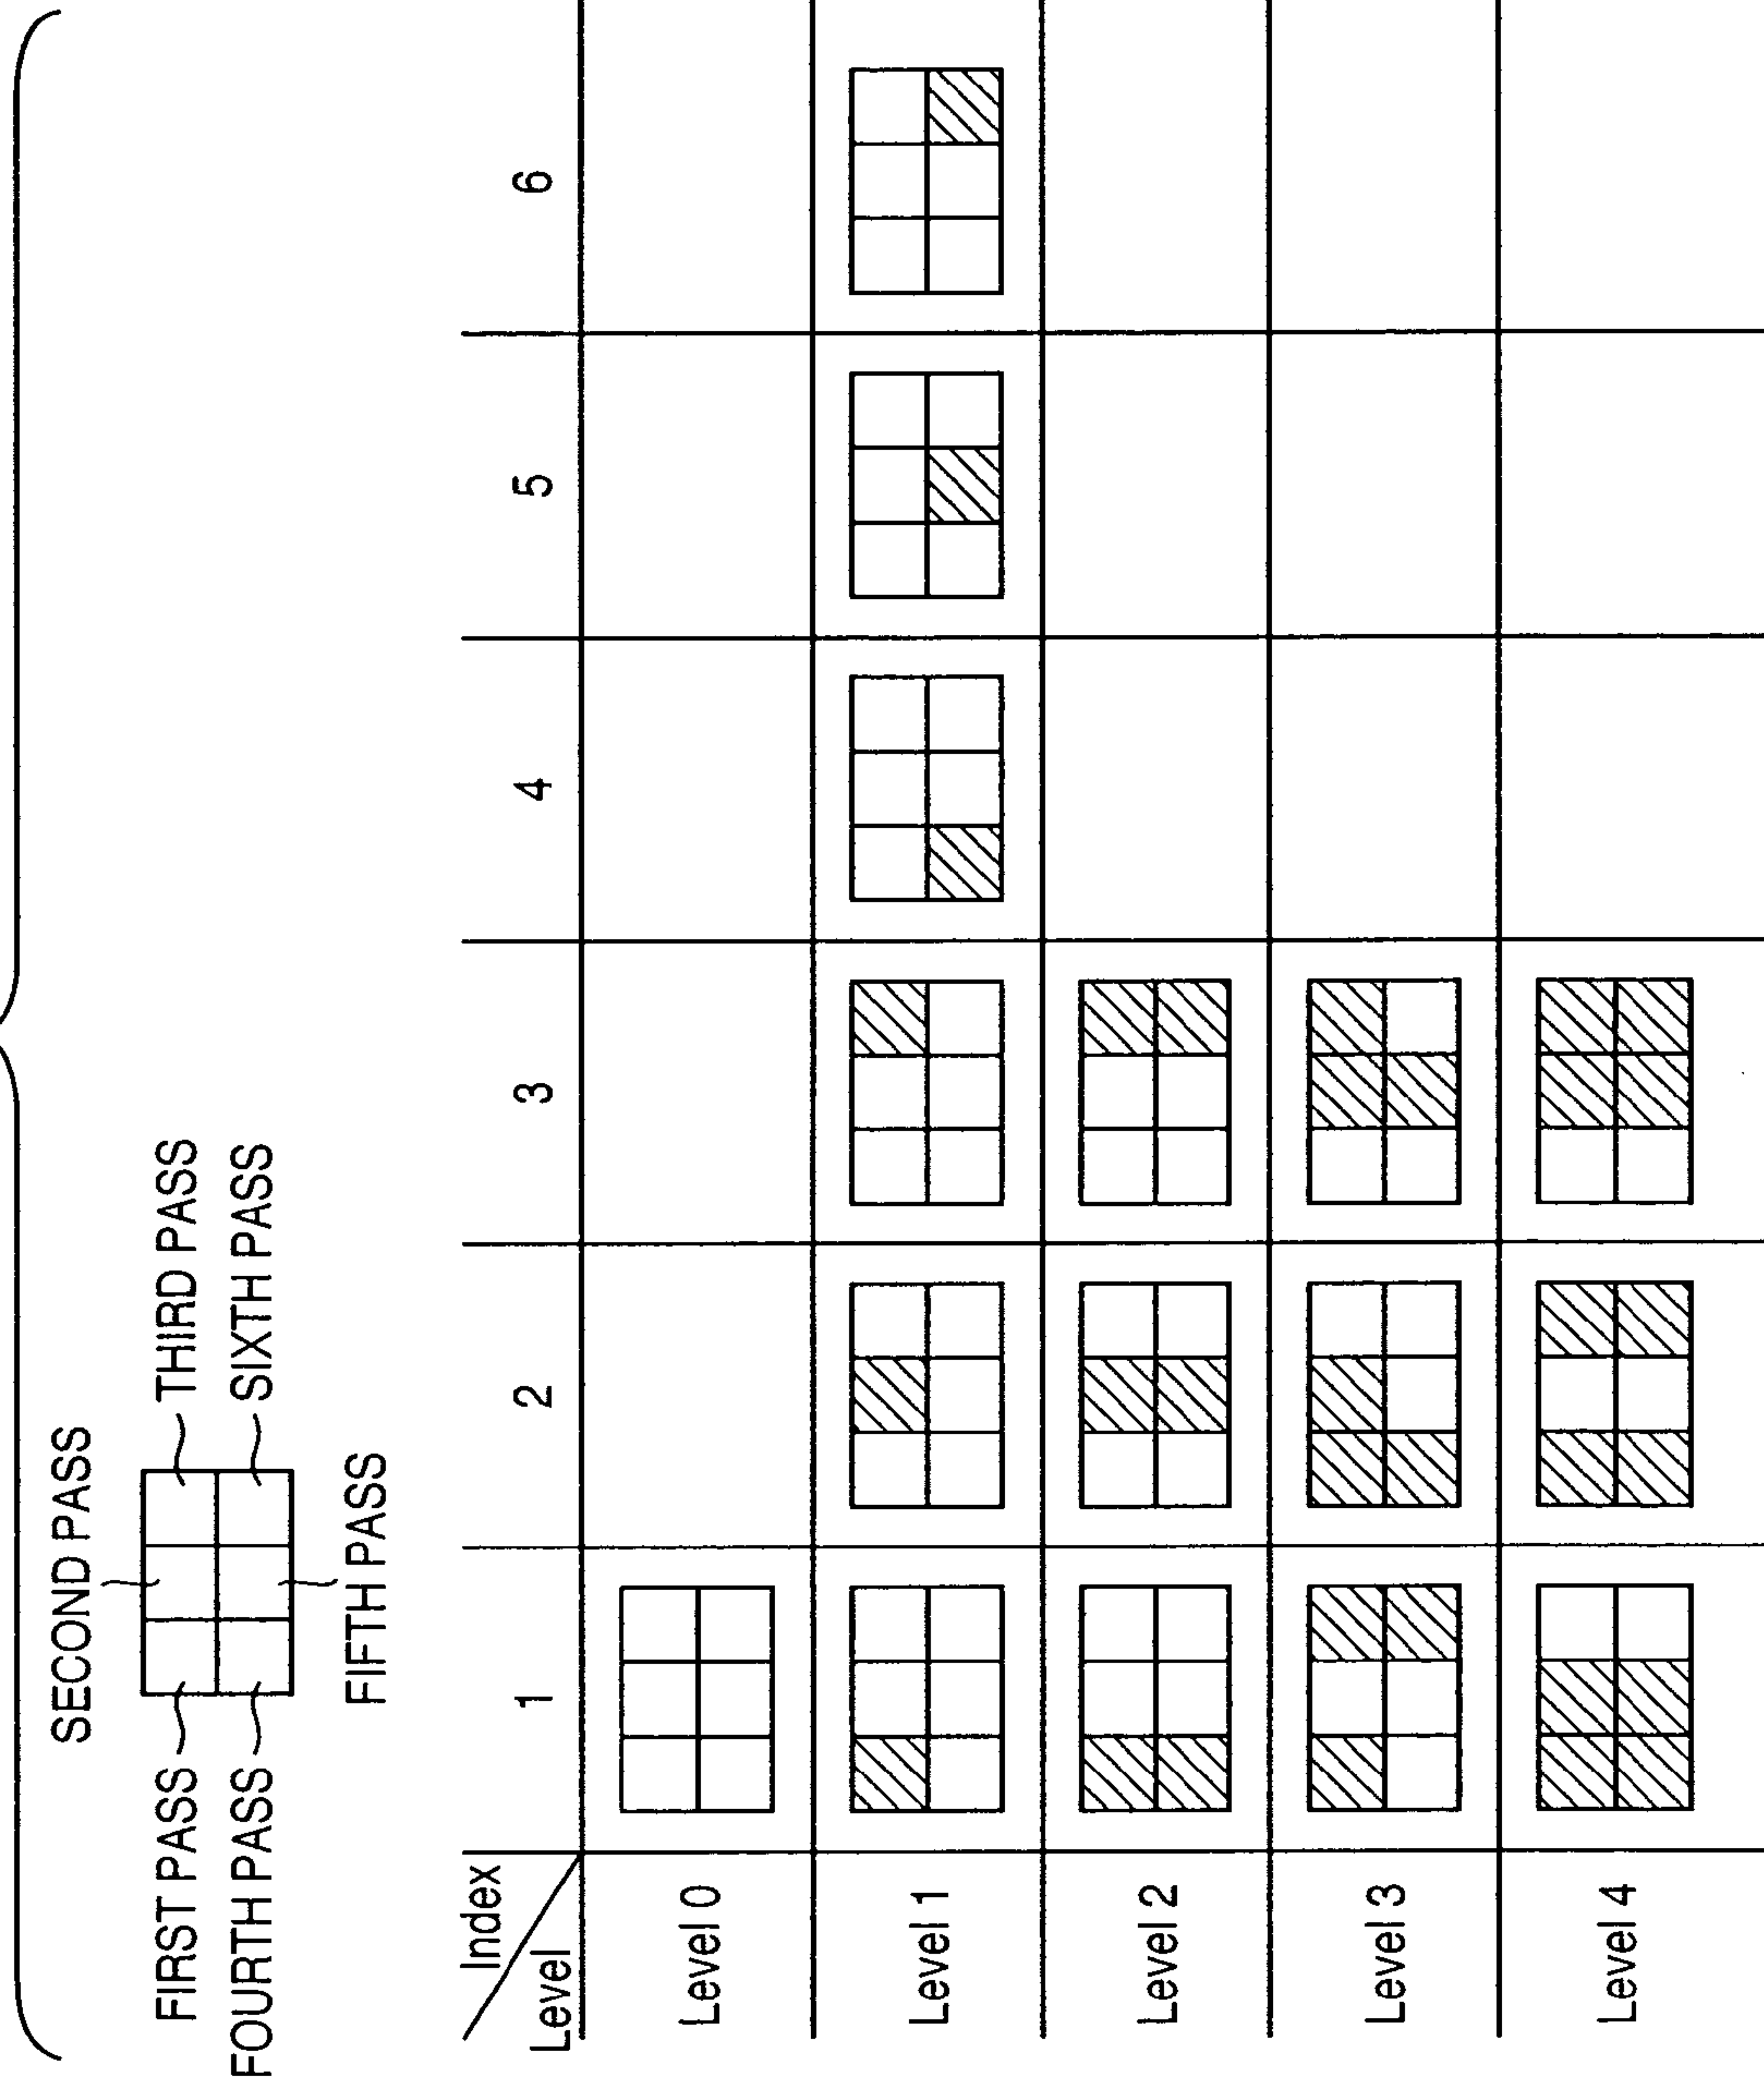 SECOND PASS
FIRST PASS
THIRD PASS
FOURTH PASS
SIXTH PASS
FIFTH PASS
Index
Level
1 2 3 4 5 6
Level 0
Level 1
Level 2
Level 3
Level 4